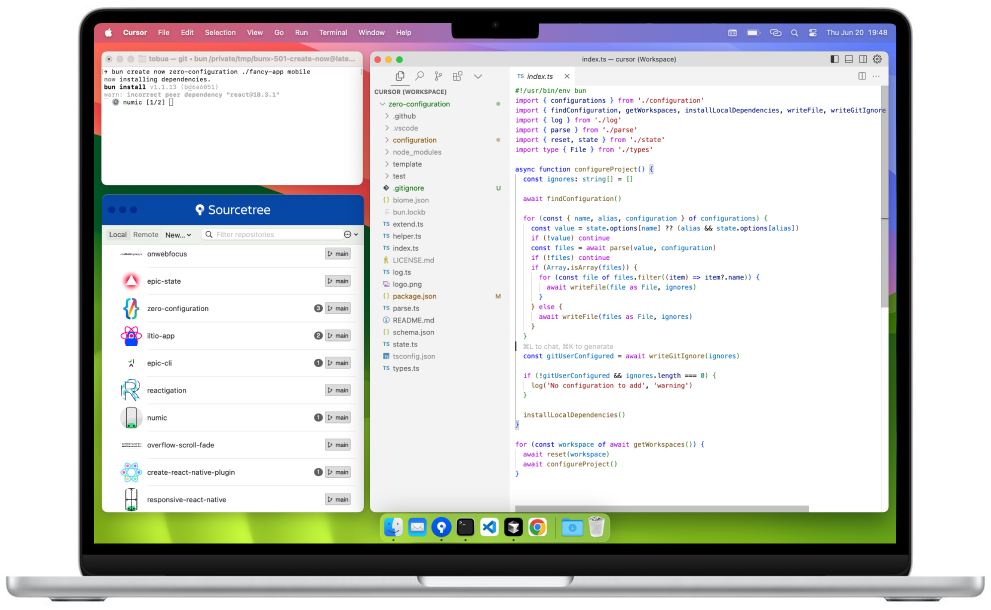 Cursor File Edit Selection View Go Run Terminal Window Help Thu Jun 20 19:48
tobua — git • bun /private/tmp/bunx-501-create-now@late...
bun create now zero-configuration ./fancy-app mobile
now installing dependencies.
bun install v1.1.13
warn: incorrect peer dependency "react@18.3.1"
numic [1/2]
Sourcetree
Local Remote New... Filter repositories
onwebfocus main
epic-state main
zero-configuration 3 main
iltio-app 2 main
epic-cli 1 main
reactigation main
numic 1 main
overflow-scroll-fade main
create-react-native-plugin 1 main
responsive-react-native main
index.ts — cursor (Workspace)
CURSOR (WORKSPACE)
zero-configuration
.github
.vscode
configuration
node_modules
template
test
.gitignore U
{} biome.json
bun.lockb
TS extend.ts
TS helper.ts
TS index.ts
LICENSE.md
TS log.ts
logo.png
{} package.json M
TS parse.ts
README.md
{} schema.json
TS state.ts
tsconfig.json
TS types.ts
TS index.ts
#!/usr/bin/env bun
import { configurations } from './configuration'
import { findConfiguration, getWorkspaces, installLocalDependencies, writeFile, writeGitIgnore
import { log } from './log'
import { parse } from './parse'
import { reset, state } from './state'
import type { File } from './types'
async function configureProject() {
const ignores: string[] = []
await findConfiguration()
for (const { name, alias, configuration } of configurations) {
const value = state.options[name] ?? (alias && state.options[alias])
if (!value) continue
const files = await parse(value, configuration)
if (!files) continue
if (Array.isArray(files)) {
for (const file of files.filter((item) => item?.name)) {
await writeFile(file as File, ignores)
}
} else {
await writeFile(files as File, ignores)
}
}
⌘L to chat, ⌘K to generate
const gitUserConfigured = await writeGitIgnore(ignores)
if (!gitUserConfigured && ignores.length === 0) {
log('No configuration to add', 'warning')
}
installLocalDependencies()
}
for (const workspace of await getWorkspaces()) {
await reset(workspace)
await configureProject()
}